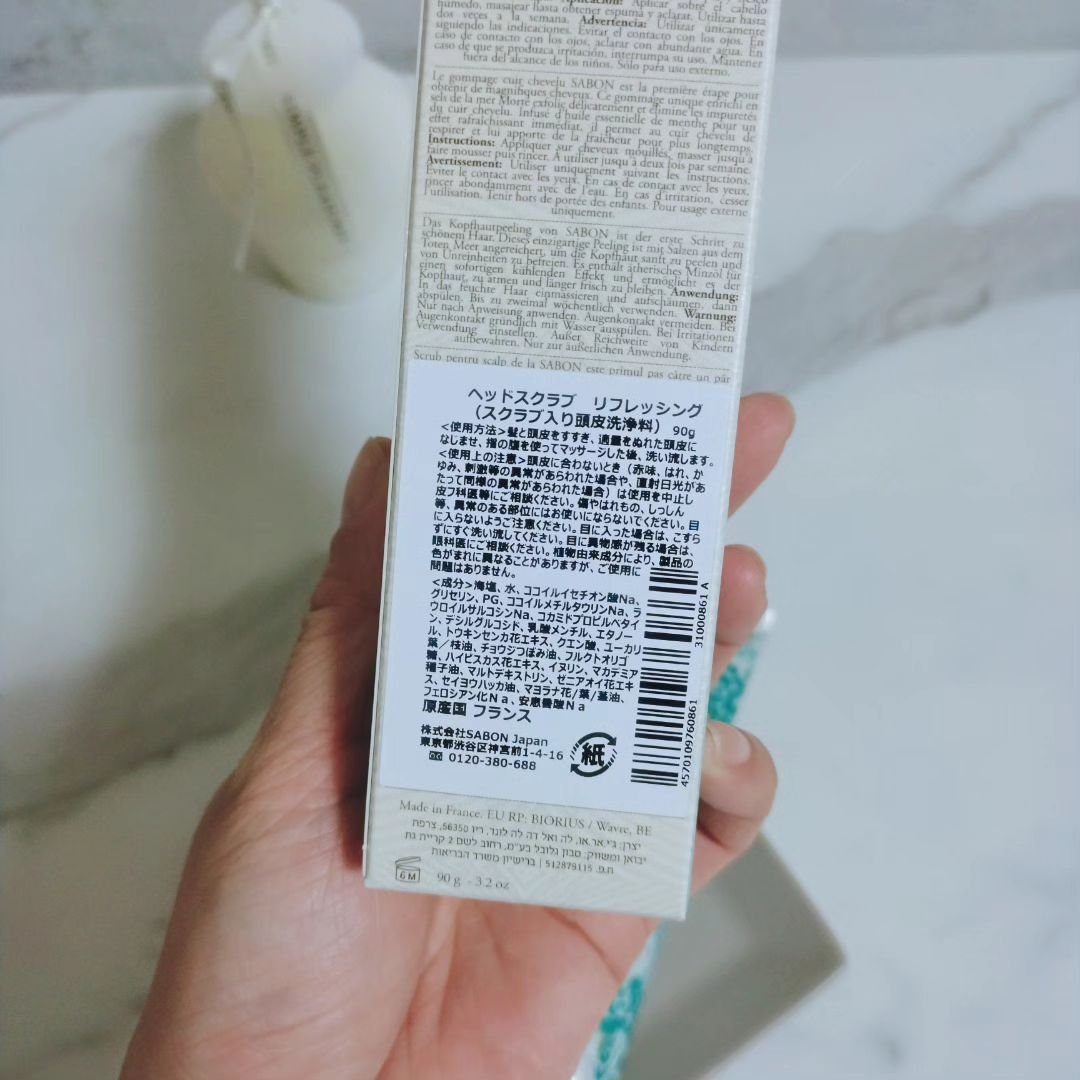 Aplicación: Aplicar sobre el cabello
húmedo, masajear hasta obtener espuma y aclarar. Utilizar hasta
dos veces a la semana. Advertencia: Utilizar únicamente
siguiendo las indicaciones. Evitar el contacto con los ojos. En
caso de contacto con los ojos, aclarar con abundante agua. En
caso de que se produzca irritación, interrumpa su uso. Mantener
fuera del alcance de los niños. Sólo para uso externo.
Le gommage cuir chevelu SABON est la première étape pour
obtenir de magnifiques cheveux. Ce gommage unique enrichi en
sels de la mer Morte exfolie délicatement et élimine les impuretés
du cuir chevelu. Infusé d'huile essentielle de menthe pour un
effet rafraîchissant immédiat, il permet au cuir chevelu de
respirer et lui apporte de la fraîcheur pour plus longtemps.
Instructions: Appliquer sur cheveux mouillés, masser jusqu'à
faire mousser puis rincer. A utiliser jusqu'à deux fois par semaine.
Avertissement: Utiliser uniquement suivant les instructions.
Éviter le contact avec les yeux. En cas de contact avec les yeux,
rincer abondamment avec de l'eau. En cas d'irritation, cesser
l'utilisation. Tenir hors de portée des enfants. Pour usage externe
uniquement.
Das Kopfhautpeeling von SABON ist der erste Schritt zu
schönem Haar. Dieses einzigartige Peeling ist mit Salzen aus dem
Toten Meer angereichert, um die Kopfhaut sanft zu peelen und
von Unreinheiten zu befreien. Es enthält ätherisches Minzöl für
einen sofortigen kühlenden Effekt und ermöglicht es der
Kopfhaut, zu atmen und länger frisch zu bleiben. Anwendung:
In das feuchte Haar einmassieren und aufschäumen, dann
abspülen. Bis zu zweimal wöchentlich verwenden. Warnung:
Nur nach Anweisung anwenden. Augenkontakt vermeiden. Bei
Augenkontakt gründlich mit Wasser ausspülen. Bei Irritationen
Verwendung einstellen. Außer Reichweite von Kindern
aufbewahren. Nur zur äußerlichen Anwendung.
Scrub pentru scalp de la SABON este primul pas către un păr
ヘッドスクラブ リフレッシング
（スクラブ入り頭皮洗浄料） 90g
＜使用方法＞髪と頭皮をすすぎ、適量をぬれた頭皮に
なじませ、指の腹を使ってマッサージした後、洗い流します。
＜使用上の注意＞頭皮に合わないとき（赤味、はれ、か
ゆみ、刺激等の異常があらわれた場合や、直射日光があ
たって同様の異常があらわれた場合）は使用を中止し
皮フ科医等にご相談ください。傷やはれもの、しっしん
等、異常のある部位にはお使いにならないでください。目
に入らないようご注意ください。目に入った場合は、こすら
ずにすぐ洗い流してください。目に異物感が残る場合は、
眼科医にご相談ください。植物由来成分により、製品の
色がまれに異なることがありますが、ご使用に
問題はありません。
＜成分＞海塩、水、ココイルイセチオン酸Na、
グリセリン、PG、ココイルメチルタウリンNa、ラ
ウロイルサルコシンNa、コカミドプロピルベタイ
ン、デシルグルコシド、乳酸メンチル、エタノー
ル、トウキンセンカ花エキス、クエン酸、ユーカリ
葉／枝油、チョウジつぼみ油、フルクトオリゴ
糖、ハイビスカス花エキス、イヌリン、マカデミア
種子油、マルトデキストリン、ゼニアオイ花エキ
ス、セイヨウハッカ油、マヨラナ花/葉/茎油、
フェロシアン化Ｎａ、安息香酸Ｎａ
原産国 フランス
株式会社SABON Japan
東京都渋谷区神宮前1-4-16
0120-380-688
紙
31000861 A
4570109760861
Made in France. EU RP: BIORIUS / Wavre, BE
יצרן: ג'י.אר.או, לה ואל דה לה לונד, ריו 56350, צרפת
יבואן ומשווק: סבון גלובל בע"מ, רחוב לשם 2 קריית גת
ח.פ. 512879115 | ברישיון משרד הבריאות
6 M
90 g - 3.2 oz